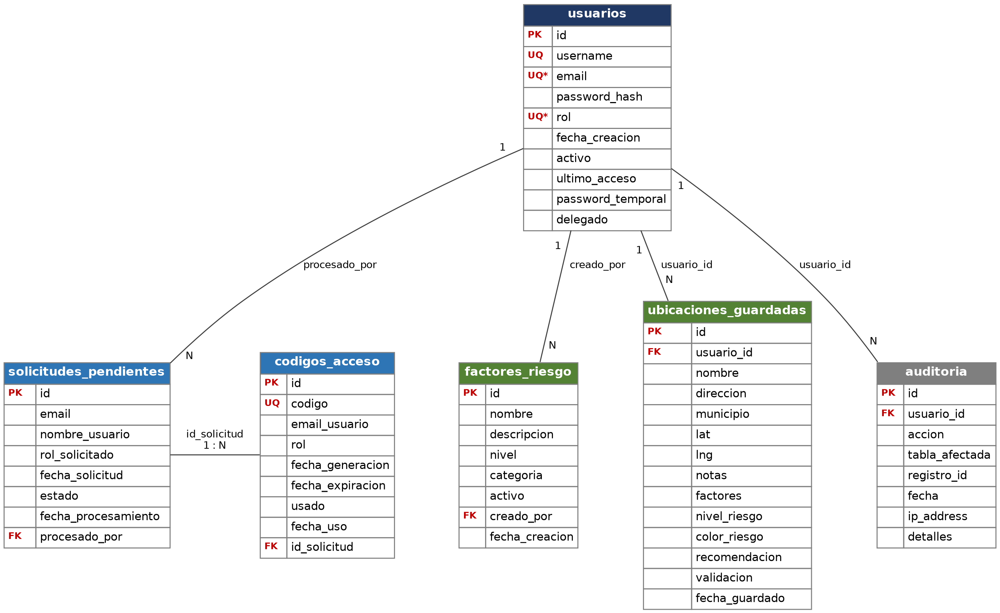 usuarios
PK id
UQ username
UQ* email
password_hash
UQ* rol
fecha_creacion
activo
ultimo_acceso
password_temporal
delegado
1
1
1
1
procesado_por
creado_por
usuario_id
usuario_id
N
N
N
N
solicitudes_pendientes
PK id
email
nombre_usuario
rol_solicitado
fecha_solicitud
estado
fecha_procesamiento
FK procesado_por
id_solicitud
1 : N
codigos_acceso
PK id
UQ codigo
email_usuario
rol
fecha_generacion
fecha_expiracion
usado
fecha_uso
FK id_solicitud
factores_riesgo
PK id
nombre
descripcion
nivel
categoria
activo
FK creado_por
fecha_creacion
ubicaciones_guardadas
PK id
FK usuario_id
nombre
direccion
municipio
lat
lng
notas
factores
nivel_riesgo
color_riesgo
recomendacion
validacion
fecha_guardado
auditoria
PK id
FK usuario_id
accion
tabla_afectada
registro_id
fecha
ip_address
detalles